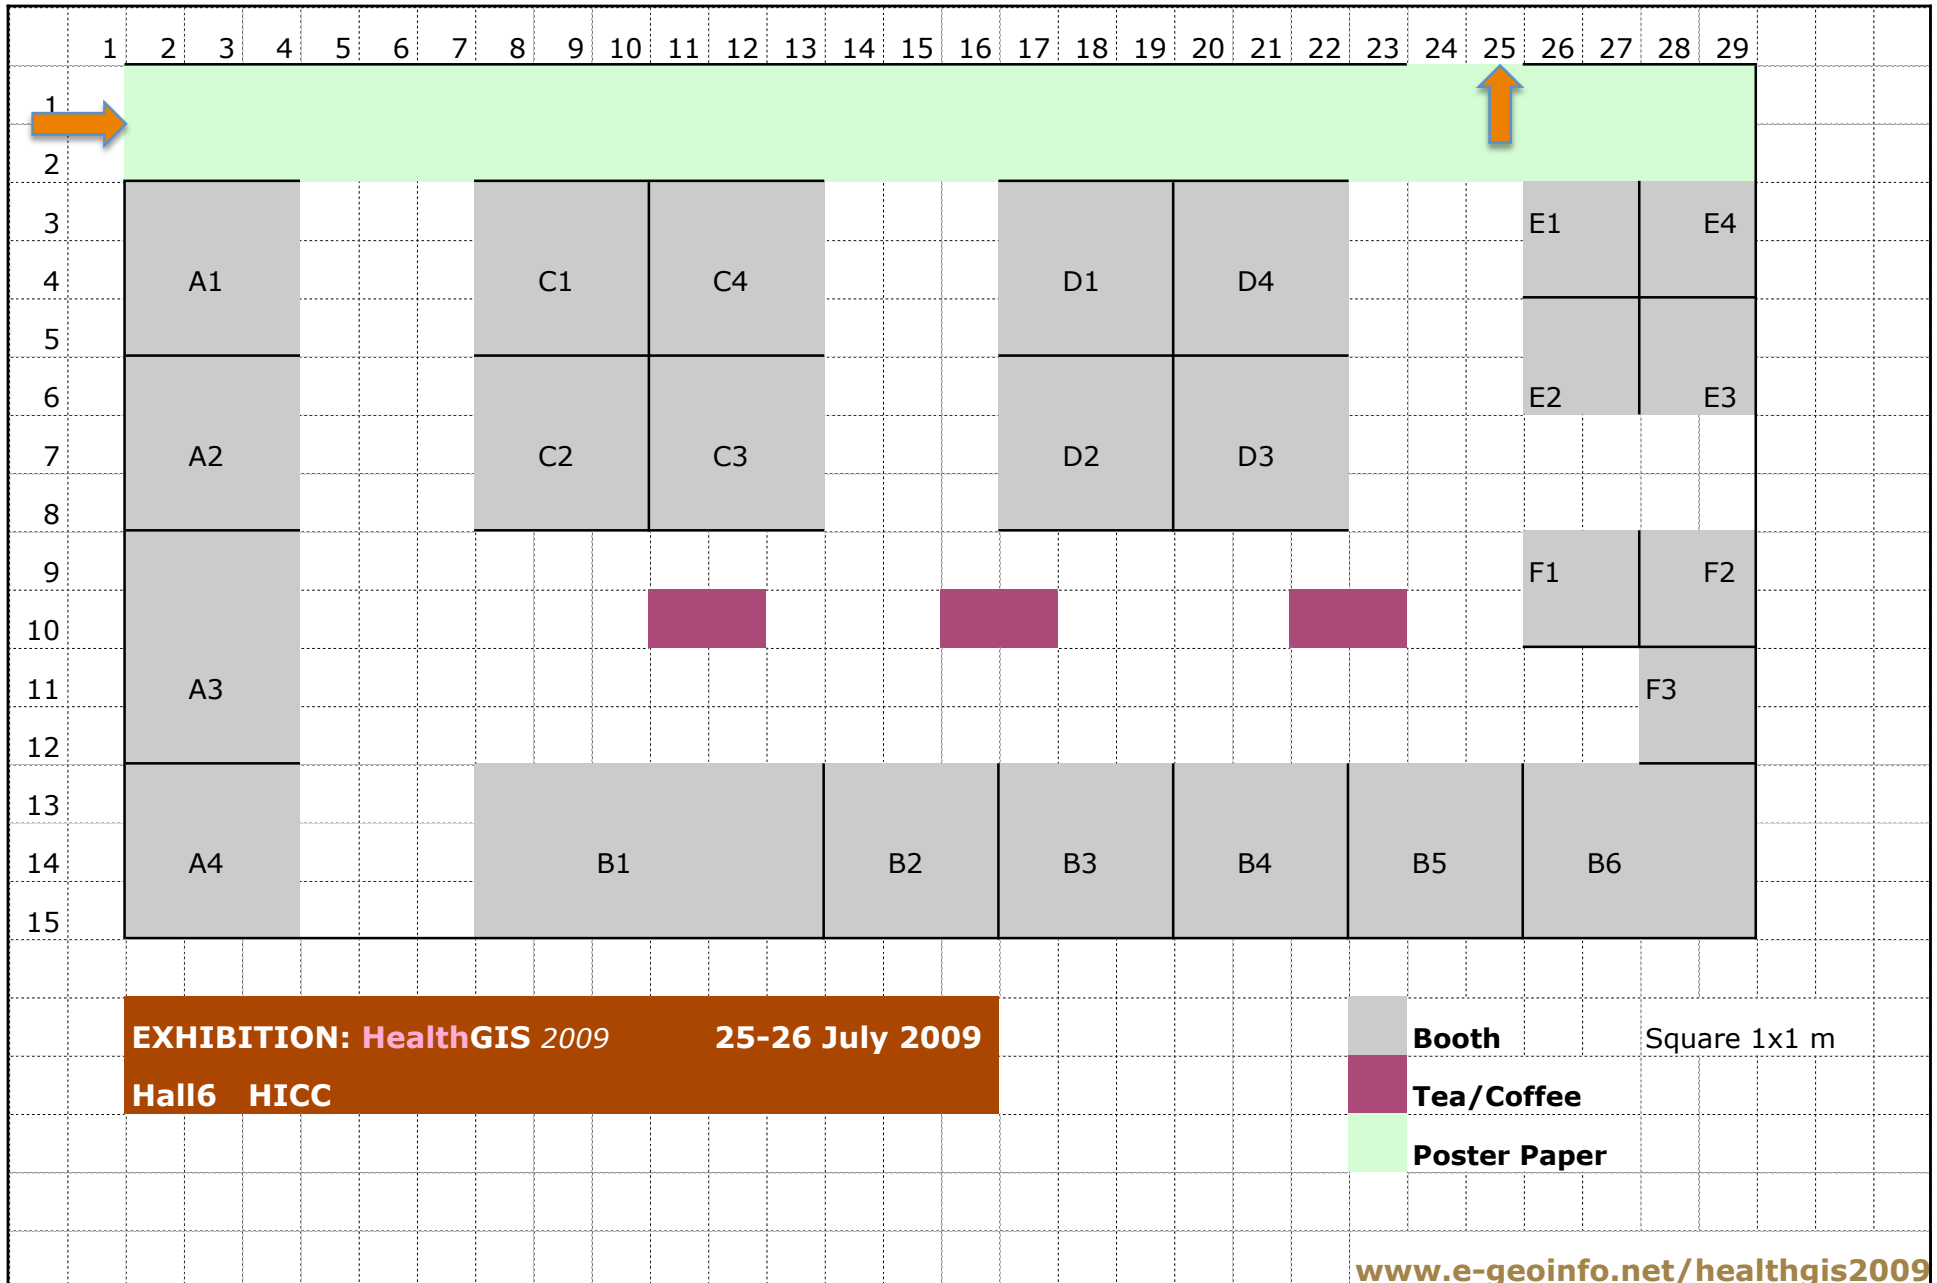 1 2 3 4 5 6 7 8 9 10 11 12 13 14 15 16 17 18 19 20 21 22 23 24 25 26 27 28 29
1
2
3 E1 E4
4 A1 C1 C4 D1 D4
5
6 E2 E3
7 A2 C2 C3 D2 D3
8
9 F1 F2
10
11 A3 F3
12
13
14 A4 B1 B2 B3 B4 B5 B6
15
EXHIBITION: HealthGIS 2009 25-26 July 2009
Hall6 HICC
Booth Square 1x1 m
Tea/Coffee
Poster Paper
www.e-geoinfo.net/healthgis2009